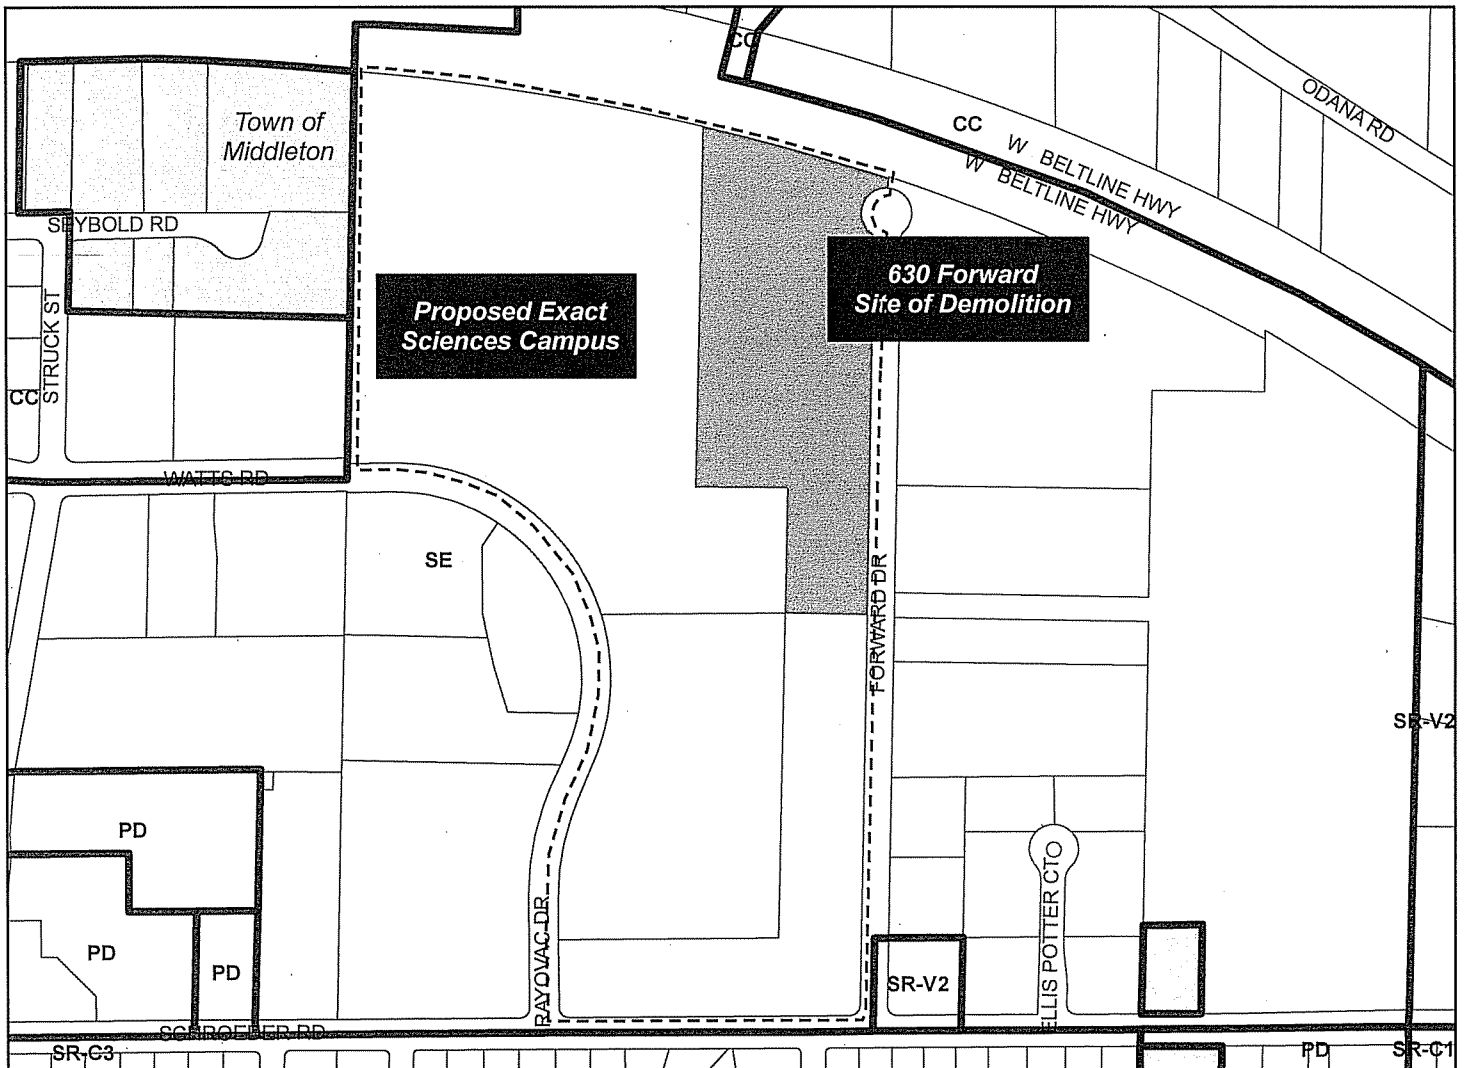 CC
ODANA RD
Town of
Middleton
CC
W BELTLINE HWY
W BELTLINE HWY
SEYBOLD RD
630 Forward
Site of Demolition
Proposed Exact
Sciences Campus
STRUCK ST
CC
WATTS RD
SE
FORWARD DR
SR-V2
PD
ELLIS POTTER CTO
RAYOVAC DR
PD
PD
SR-V2
SCHROEDER RD
SR-C3
PD
SR-C1